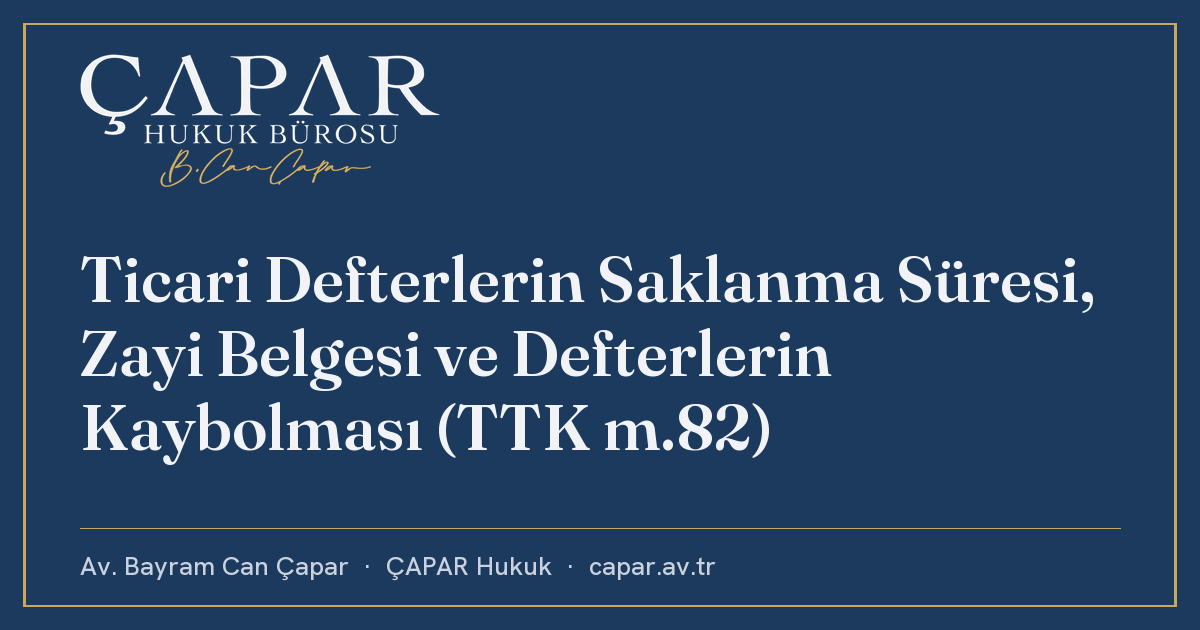 ÇAPAR
HUKUK BÜROSU
B.Can Çapar
Ticari Defterlerin Saklanma Süresi,
Zayi Belgesi ve Defterlerin
Kaybolması (TTK m.82)
Av. Bayram Can Çapar · ÇAPAR Hukuk · capar.av.tr